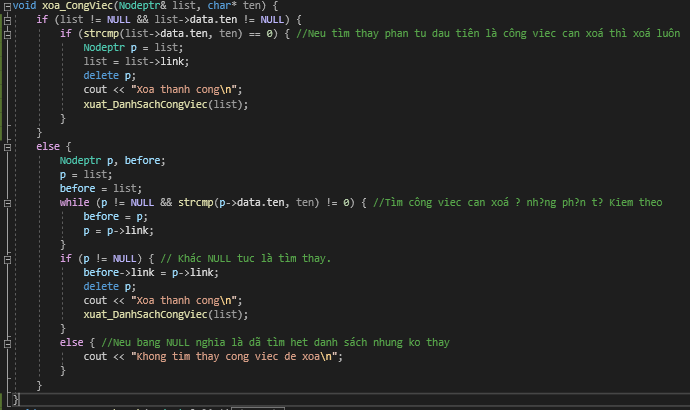 void xoa_CongViec(Nodeptr& list, char* ten) {
if (list != NULL && list->data.ten != NULL) {
if (strcmp(list->data.ten, ten) == 0) { //Neu tìm thay phan tu dau tiên là công viec can xoá thì xoá luôn
Nodeptr p = list;
list = list->link;
delete p;
cout << "Xoa thanh cong\n";
xuat_DanhSachCongViec(list);
}
}
else {
Nodeptr p, before;
p = list;
before = list;
while (p != NULL && strcmp(p->data.ten, ten) != 0) { //Tìm công viec can xoá ? nh?ng ph?n t? Kiem theo
before = p;
p = p->link;
}
if (p != NULL) { // Khác NULL tuc là tìm thay.
before->link = p->link;
delete p;
cout << "Xoa thanh cong\n";
xuat_DanhSachCongViec(list);
}
else { //Neu bang NULL nghia là dã tìm het danh sách nhung ko thay
cout << "Khong tim thay cong viec de xoa\n";
}
}
}